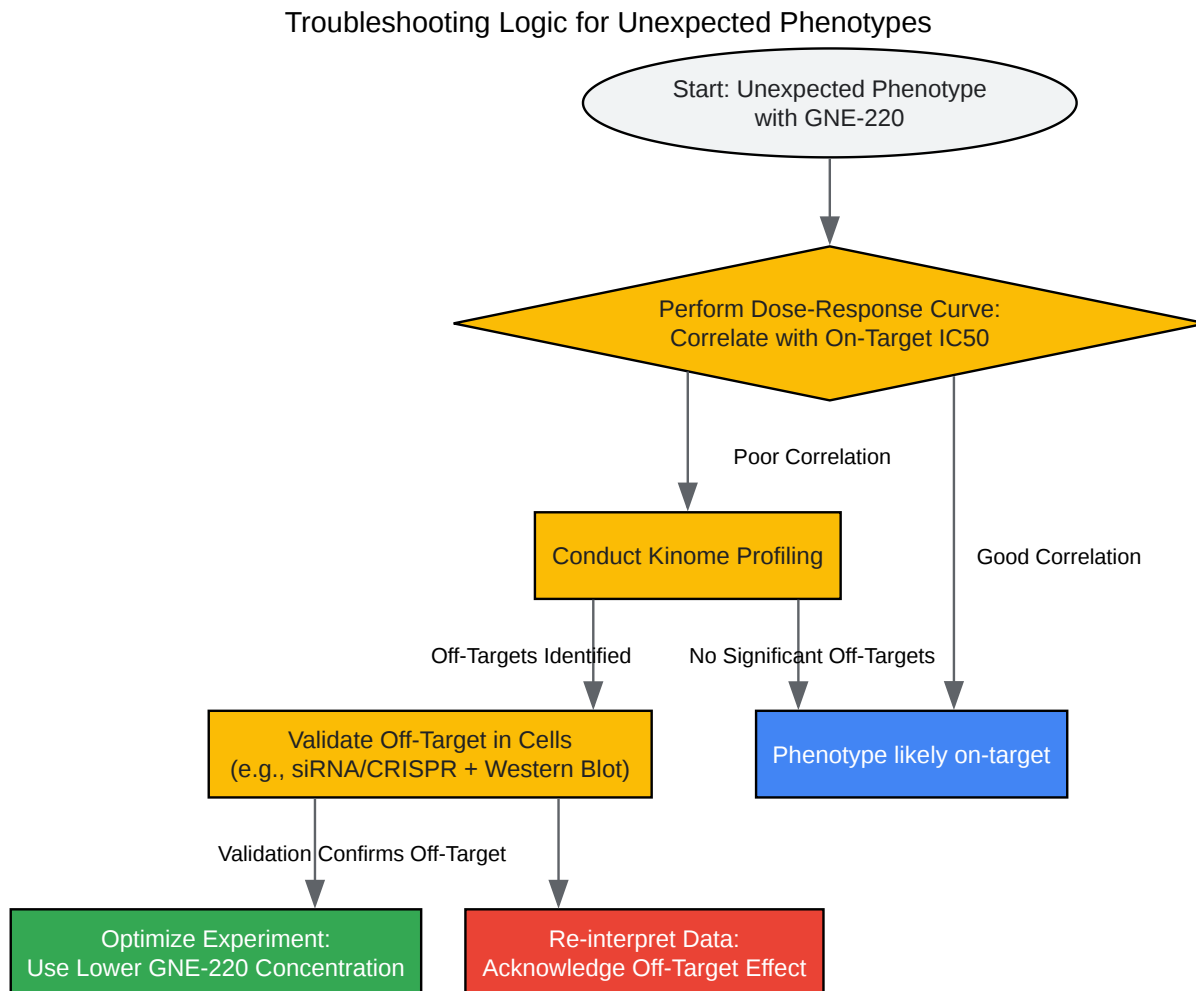 Troubleshooting Logic for Unexpected Phenotypes
Start: Unexpected Phenotype
with GNE-220
Perform Dose-Response Curve:
Correlate with On-Target IC50
Poor Correlation
Conduct Kinome Profiling
Good Correlation
Off-Targets Identified
No Significant Off-Targets
Validate Off-Target in Cells
(e.g., siRNA/CRISPR + Western Blot)
Phenotype likely on-target
Validation Confirms Off-Target
Optimize Experiment:
Use Lower GNE-220 Concentration
Re-interpret Data:
Acknowledge Off-Target Effect